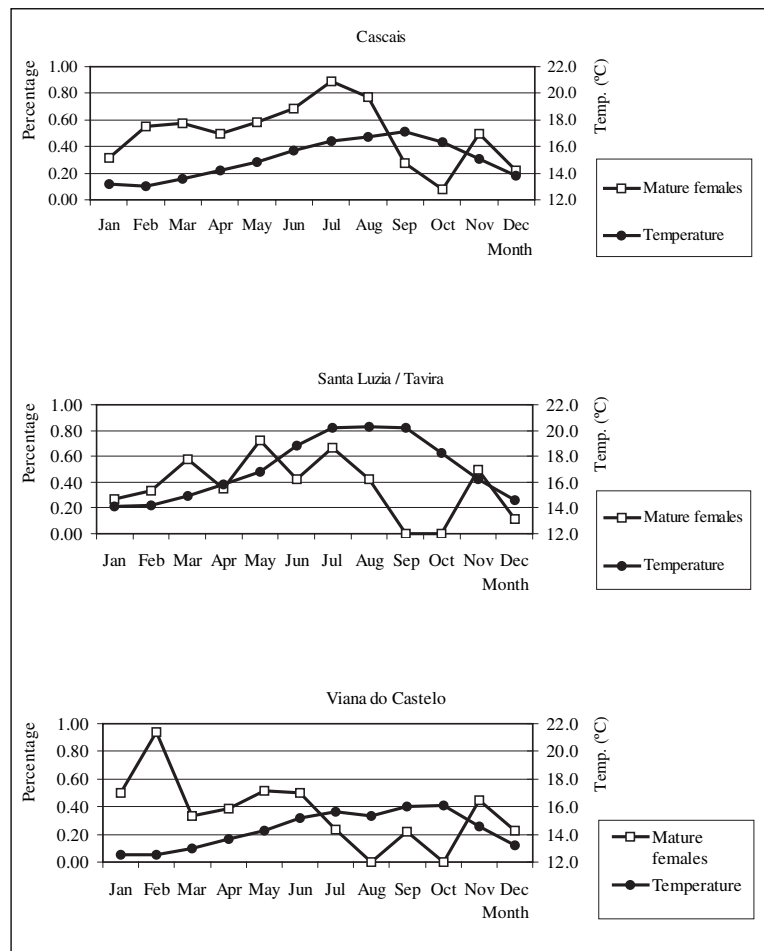 Cascais
Percentage
Temp. (ºC)
1.00
0.80
0.60
0.40
0.20
0.00
22.0
20.0
18.0
16.0
14.0
12.0
Jan Feb Mar Apr May Jun Jul Aug Sep Oct Nov Dec
Month
Mature females
Temperature
Santa Luzia / Tavira
Percentage
Temp. (ºC)
1.00
0.80
0.60
0.40
0.20
0.00
22.0
20.0
18.0
16.0
14.0
12.0
Jan Feb Mar Apr May Jun Jul Aug Sep Oct Nov Dec
Month
Mature females
Temperature
Viana do Castelo
Percentage
Temp. (ºC)
1.00
0.80
0.60
0.40
0.20
0.00
22.0
20.0
18.0
16.0
14.0
12.0
Jan Feb Mar Apr May Jun Jul Aug Sep Oct Nov Dec
Month
Mature
females
Temperature